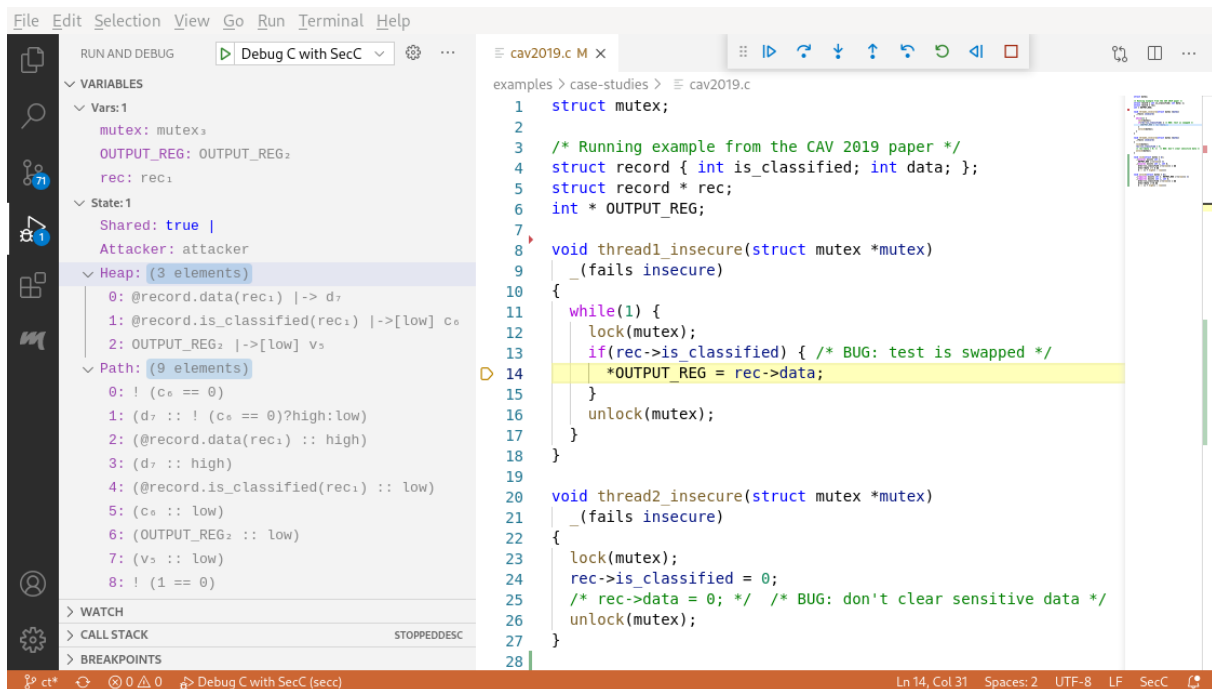 File Edit Selection View Go Run Terminal Help
RUN AND DEBUG Debug C with SecC ···
VARIABLES
Vars: 1
mutex: mutex₃
OUTPUT_REG: OUTPUT_REG₂
rec: rec₁
State: 1
Shared: true |
Attacker: attacker
Heap: (3 elements)
0: @record.data(rec₁) |-> d₇
1: @record.is_classified(rec₁) |->[low] c₆
2: OUTPUT_REG₂ |->[low] v₅
Path: (9 elements)
0: ! (c₆ == 0)
1: (d₇ :: ! (c₆ == 0)?high:low)
2: (@record.data(rec₁) :: high)
3: (d₇ :: high)
4: (@record.is_classified(rec₁) :: low)
5: (c₆ :: low)
6: (OUTPUT_REG₂ :: low)
7: (v₅ :: low)
8: ! (1 == 0)
WATCH
CALL STACK STOPPEDDESC
BREAKPOINTS
71
1
cav2019.c M ×
examples > case-studies > cav2019.c
1 struct mutex;
2
3 /* Running example from the CAV 2019 paper */
4 struct record { int is_classified; int data; };
5 struct record * rec;
6 int * OUTPUT_REG;
7
8 void thread1_insecure(struct mutex *mutex)
9 _(fails insecure)
10 {
11 while(1) {
12 lock(mutex);
13 if(rec->is_classified) { /* BUG: test is swapped */
14 *OUTPUT_REG = rec->data;
15 }
16 unlock(mutex);
17 }
18 }
19
20 void thread2_insecure(struct mutex *mutex)
21 _(fails insecure)
22 {
23 lock(mutex);
24 rec->is_classified = 0;
25 /* rec->data = 0; */ /* BUG: don't clear sensitive data */
26 unlock(mutex);
27 }
28
ct* 0 0 Debug C with SecC (secc) Ln 14, Col 31 Spaces: 2 UTF-8 LF SecC